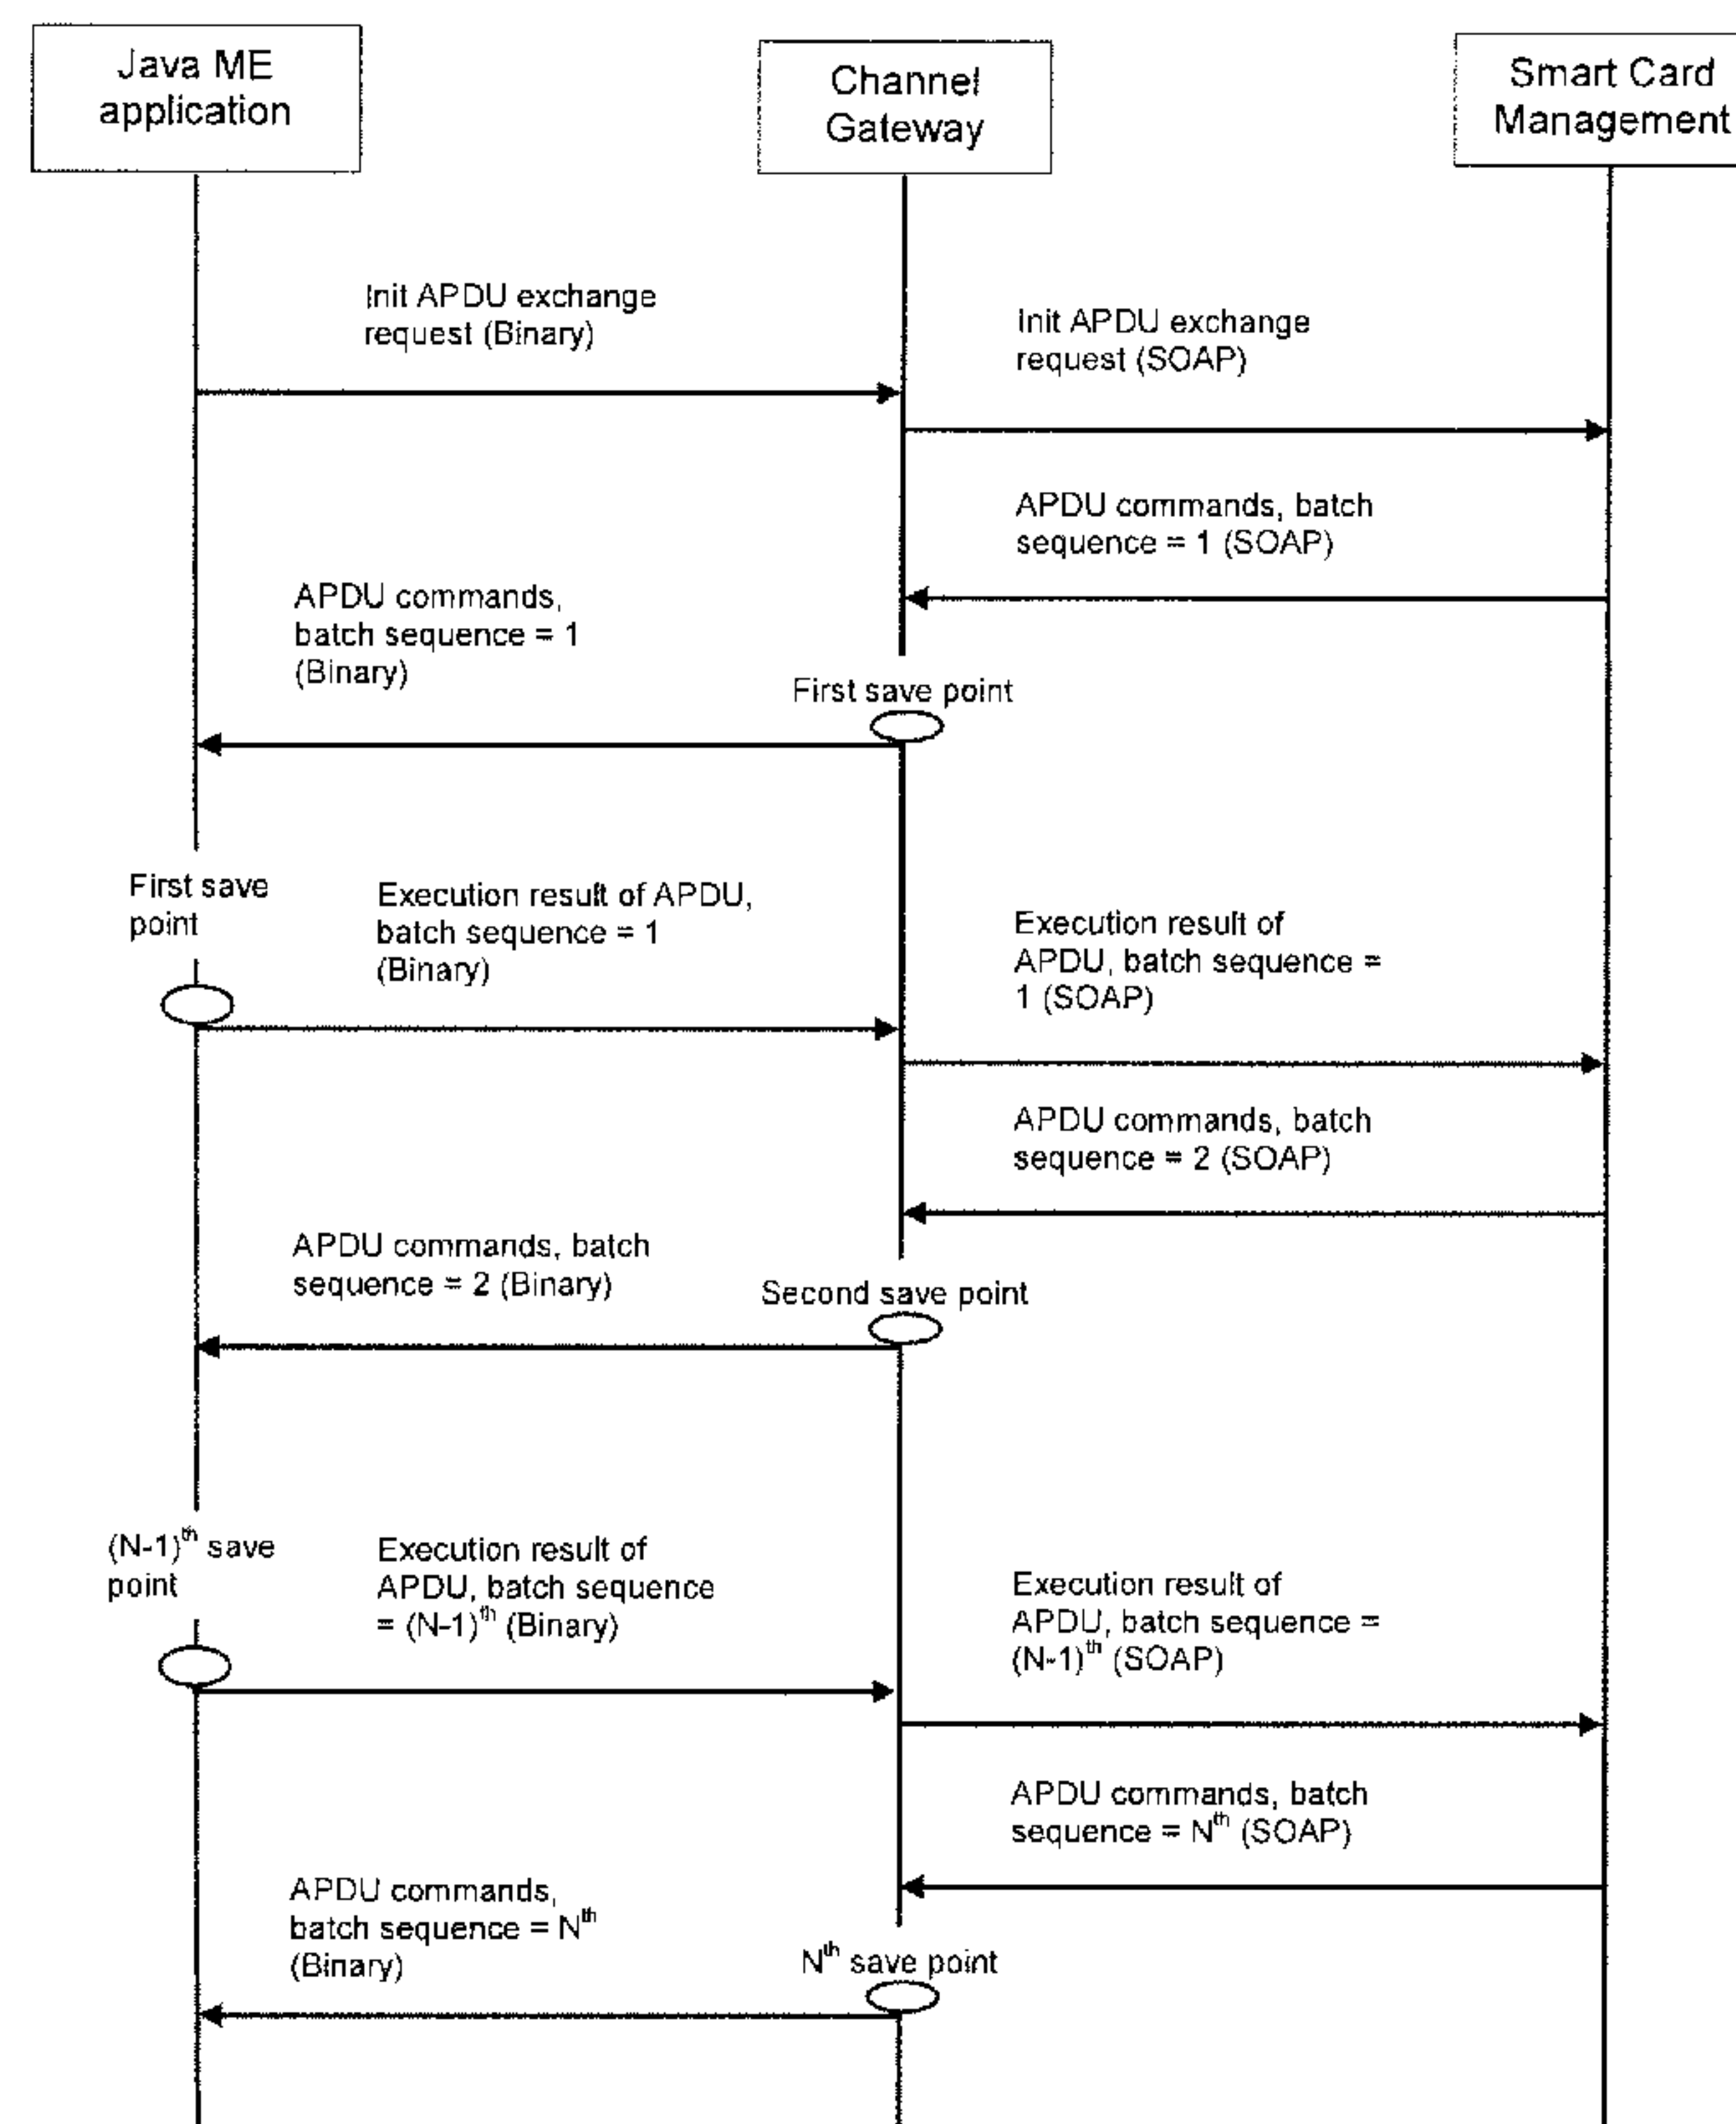 Java ME
application
Channel
Gateway
Smart Card
Management
Init APDU exchange
request (Binary)
Init APDU exchange
request (SOAP)
APDU commands, batch
sequence = 1 (SOAP)
APDU commands,
batch sequence = 1
(Binary)
First save point
First save
point
Execution result of APDU,
batch sequence = 1
(Binary)
Execution result of
APDU, batch sequence =
1 (SOAP)
APDU commands, batch
sequence = 2 (SOAP)
APDU commands, batch
sequence = 2 (Binary)
Second save point
(N-1)th save
point
Execution result of
APDU, batch sequence
= (N-1)th (Binary)
Execution result of
APDU, batch sequence =
(N-1)th (SOAP)
APDU commands, batch
sequence = Nth (SOAP)
APDU commands,
batch sequence = Nth
(Binary)
Nth save point